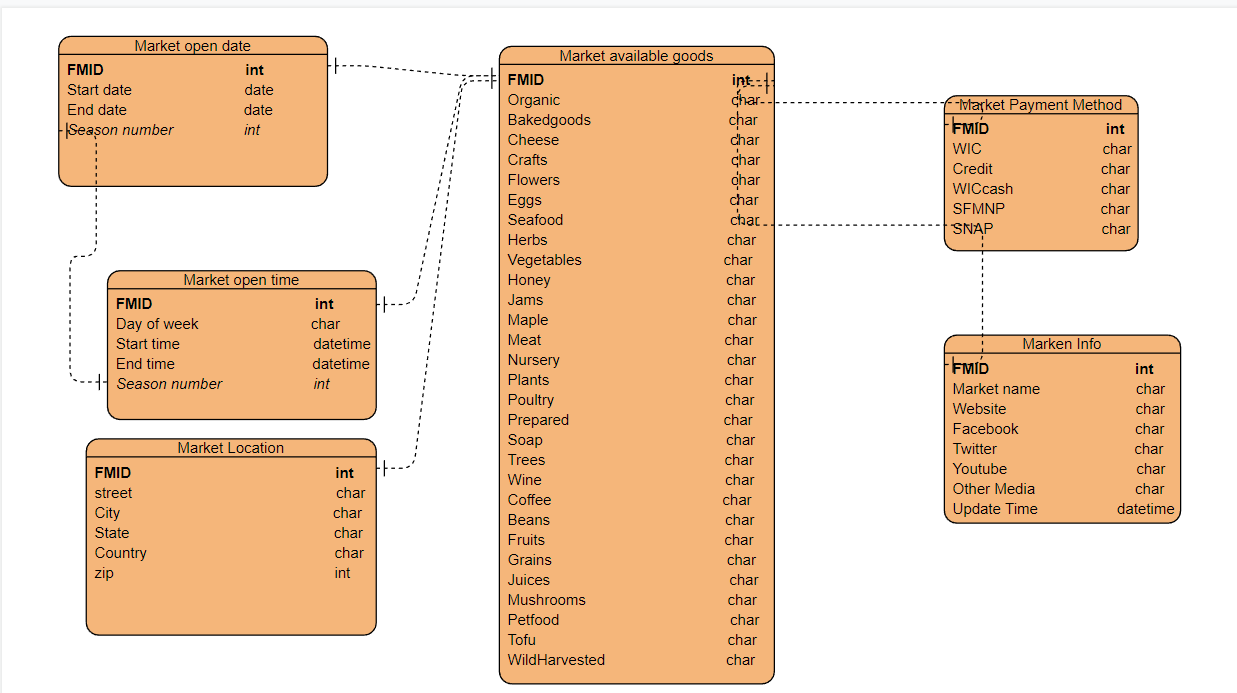 Market open date
FMID int
Start date date
End date date
Season number int
Market open time
FMID int
Day of week char
Start time datetime
End time datetime
Season number int
Market Location
FMID int
street char
City char
State char
Country char
zip int
Market available goods
FMID int
Organic char
Bakedgoods char
Cheese char
Crafts char
Flowers char
Eggs char
Seafood char
Herbs char
Vegetables char
Honey char
Jams char
Maple char
Meat char
Nursery char
Plants char
Poultry char
Prepared char
Soap char
Trees char
Wine char
Coffee char
Beans char
Fruits char
Grains char
Juices char
Mushrooms char
Petfood char
Tofu char
WildHarvested char
Market Payment Method
FMID int
WIC char
Credit char
WICcash char
SFMNP char
SNAP char
Marken Info
FMID int
Market name char
Website char
Facebook char
Twitter char
Youtube char
Other Media char
Update Time datetime